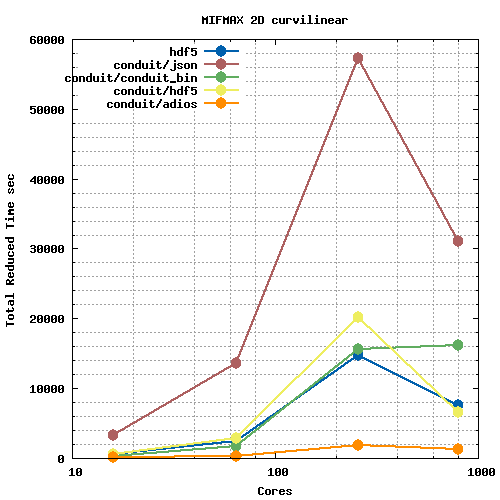 MIFMAX 2D curvilinear
60000
hdf5
conduit/json
conduit/conduit_bin
conduit/hdf5
conduit/adios
50000
40000
30000
20000
10000
0
Total Reduced Time sec
10 100 1000
Cores